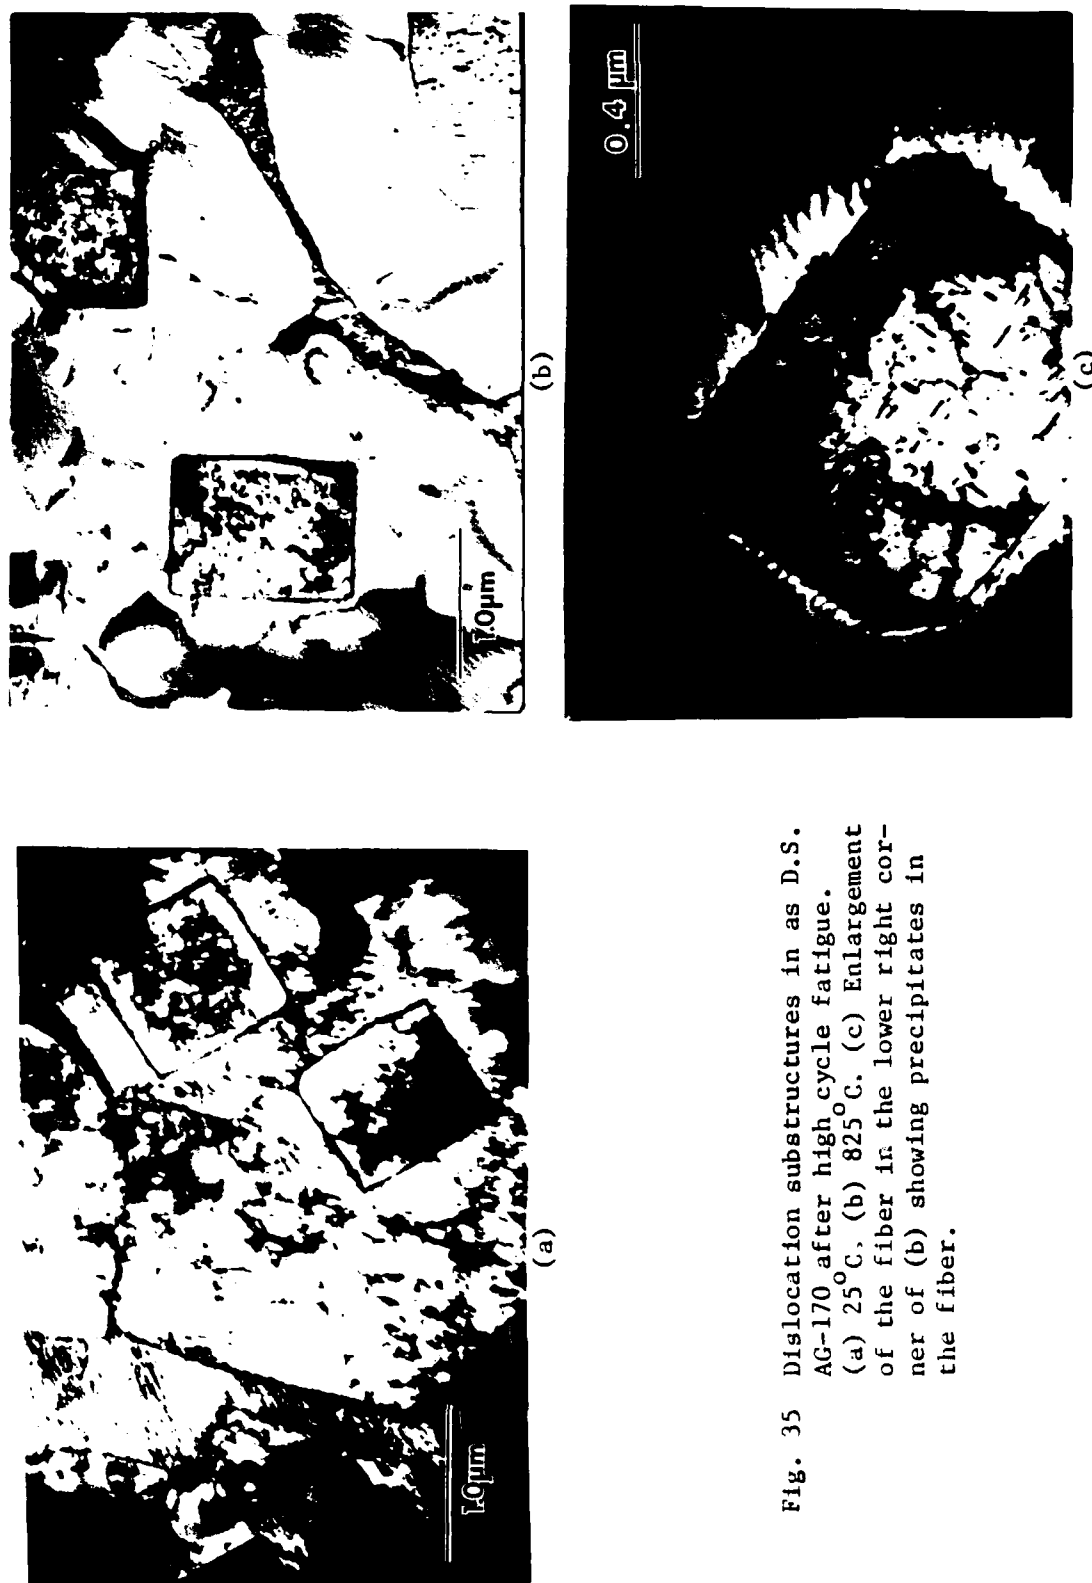 1.0μm
(a)
1.0μm
(b)
0.4 μm
(c)
Fig. 35 Dislocation substructures in as D.S.
AG-170 after high cycle fatigue.
(a) 25°C, (b) 825°C. (c) Enlargement
of the fiber in the lower right cor-
ner of (b) showing precipitates in
the fiber.